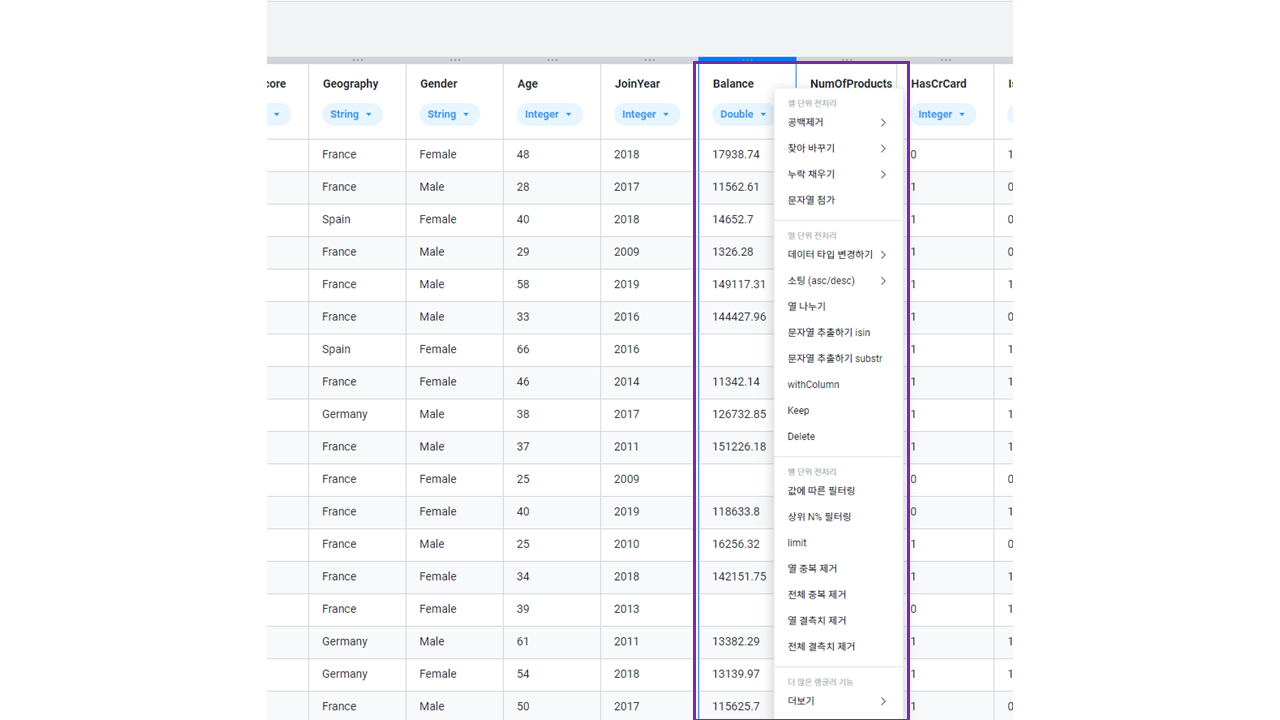 core Geography Gender Age JoinYear Balance NumOfProducts HasCrCard
String String Integer Integer Double Integer
France Female 48 2018 17938.74 0 1
France Male 28 2017 11562.61 1 0
Spain Female 40 2018 14652.7 1 0
France Male 29 2009 1326.28 1 0
France Male 58 2019 149117.31 1 1
France Male 33 2016 144427.96 1 0
Spain Female 66 2016 1 1
France Female 46 2014 11342.14 1 1
Germany Male 38 2017 126732.85 1 1
France Male 37 2011 151226.18 1 1
France Female 25 2009 0 0
France Female 40 2019 118633.8 0 1
France Male 25 2010 16256.32 1 0
France Female 34 2018 142151.75 1 1
France Female 39 2013 0 1
Germany Male 61 2011 13382.29 1 1
Germany Female 54 2018 13139.97 1 1
France Male 50 2017 115625.7 1 0
셀 단위 전처리
공백제거
찾아 바꾸기
누락 채우기
문자열 첨가
열 단위 전처리
데이터 타입 변경하기
소팅 (asc/desc)
열 나누기
문자열 추출하기 isin
문자열 추출하기 substr
withColumn
Keep
Delete
행 단위 전처리
값에 따른 필터링
상위 N% 필터링
limit
열 중복 제거
전체 중복 제거
열 결측치 제거
전체 결측치 제거
더 많은 랭글러 기능
더보기